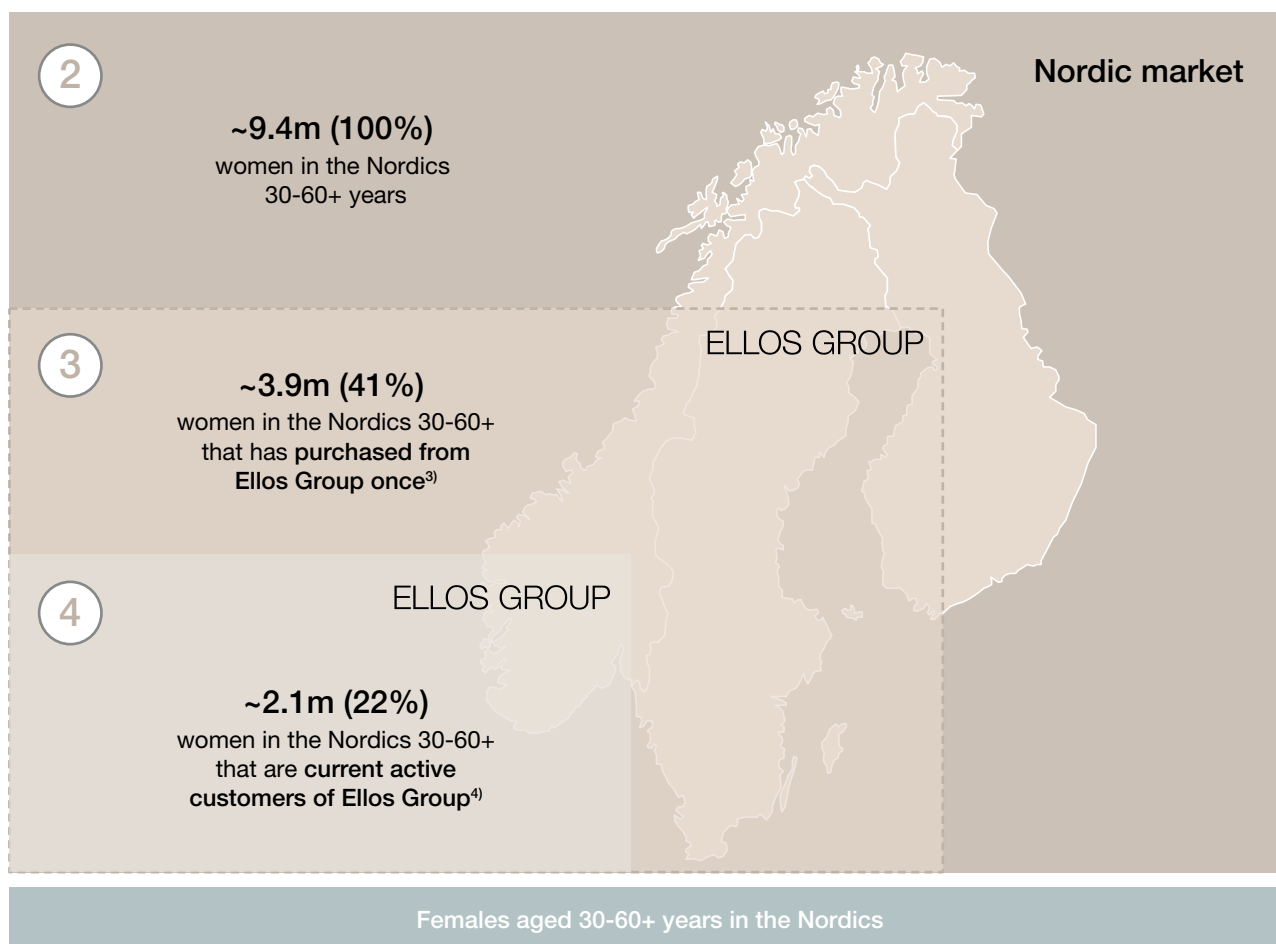 2
Nordic market
~9.4m (100%)
women in the Nordics
30-60+ years
3
ELLOS GROUP
~3.9m (41%)
women in the Nordics 30-60+
that has purchased from
Ellos Group once3)
4
ELLOS GROUP
~2.1m (22%)
women in the Nordics 30-60+
that are current active
customers of Ellos Group4)
Females aged 30-60+ years in the Nordics